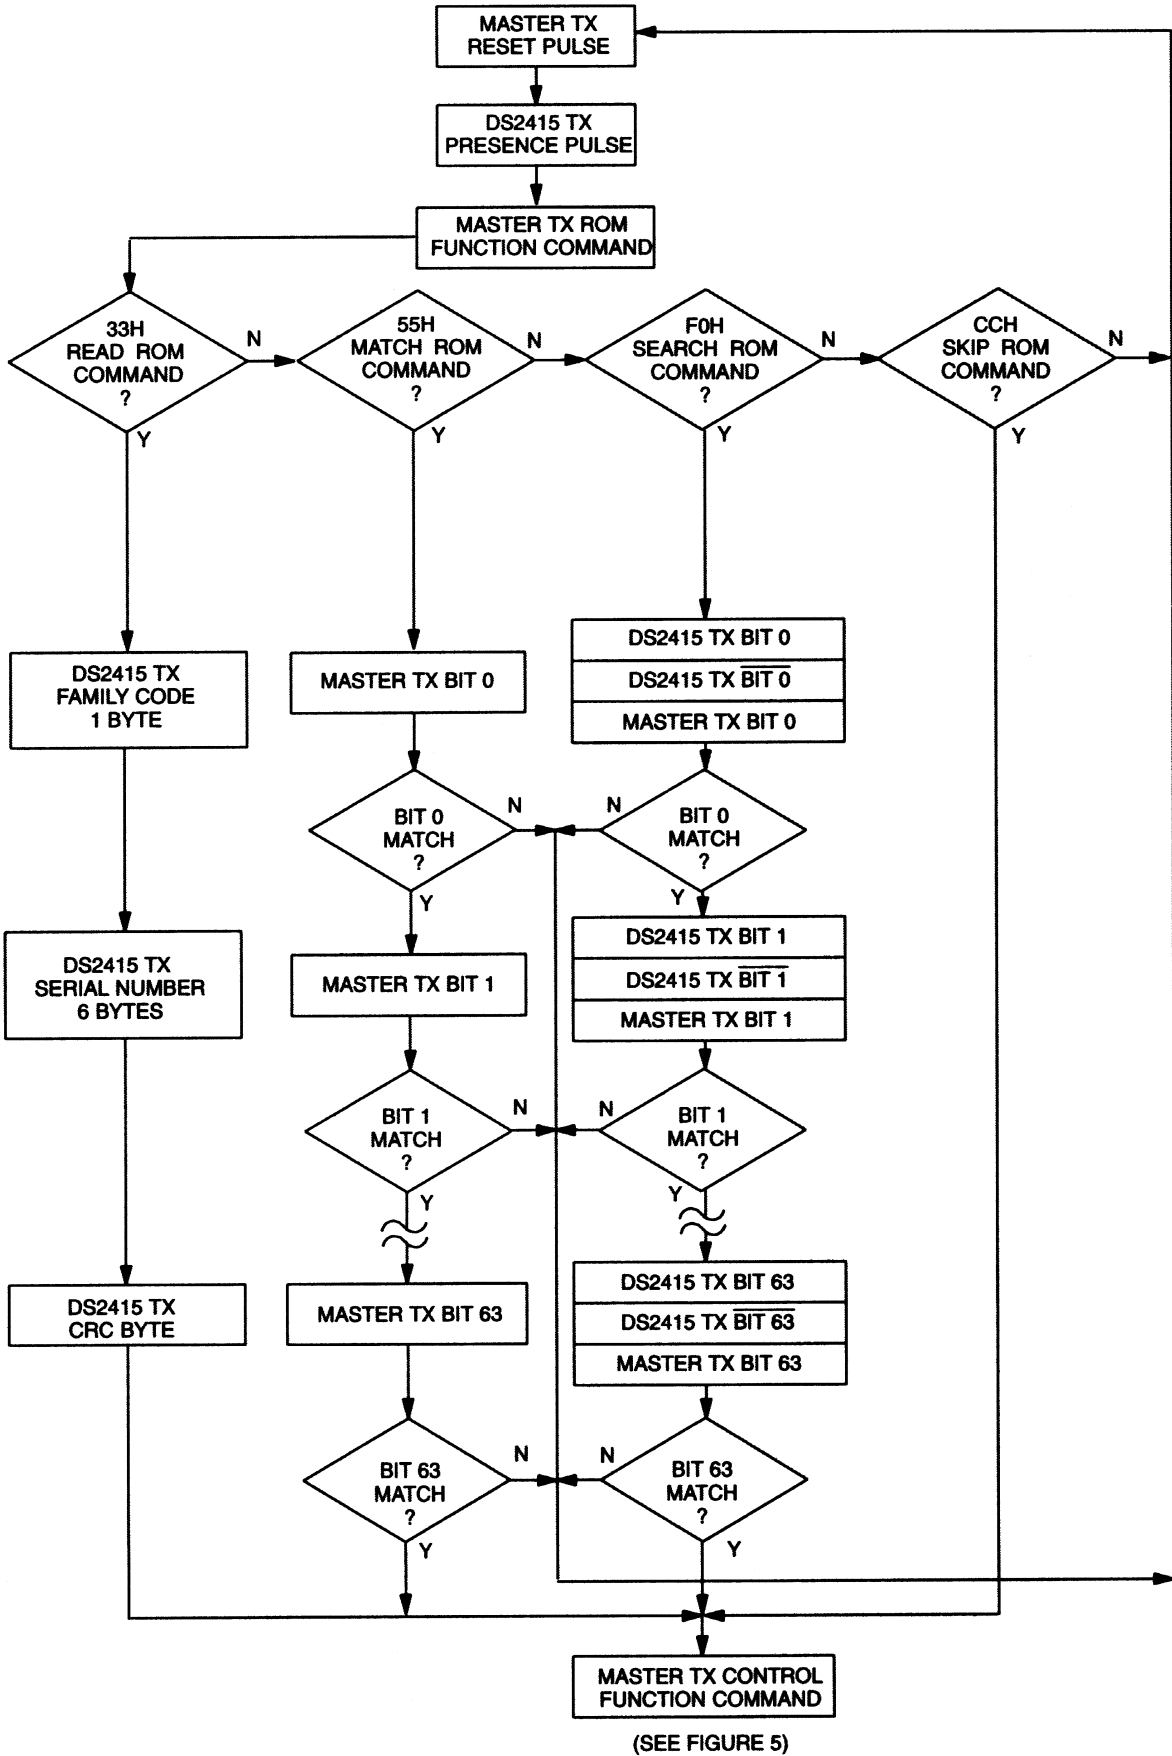 MASTER TX
RESET PULSE
DS2415 TX
PRESENCE PULSE
MASTER TX ROM
FUNCTION COMMAND
33H
READ ROM
COMMAND
?
N
Y
55H
MATCH ROM
COMMAND
?
N
Y
F0H
SEARCH ROM
COMMAND
?
N
Y
CCH
SKIP ROM
COMMAND
?
N
Y
DS2415 TX
FAMILY CODE
1 BYTE
DS2415 TX
SERIAL NUMBER
6 BYTES
DS2415 TX
CRC BYTE
MASTER TX BIT 0
BIT 0
MATCH
?
N
Y
MASTER TX BIT 1
BIT 1
MATCH
?
N
Y
MASTER TX BIT 63
BIT 63
MATCH
?
N
Y
DS2415 TX BIT 0
DS2415 TX B̅I̅T̅ ̅0̅
MASTER TX BIT 0
BIT 0
MATCH
?
N
Y
DS2415 TX BIT 1
DS2415 TX B̅I̅T̅ ̅1̅
MASTER TX BIT 1
BIT 1
MATCH
?
N
Y
DS2415 TX BIT 63
DS2415 TX B̅I̅T̅ ̅6̅3̅
MASTER TX BIT 63
BIT 63
MATCH
?
N
Y
MASTER TX CONTROL
FUNCTION COMMAND
(SEE FIGURE 5)